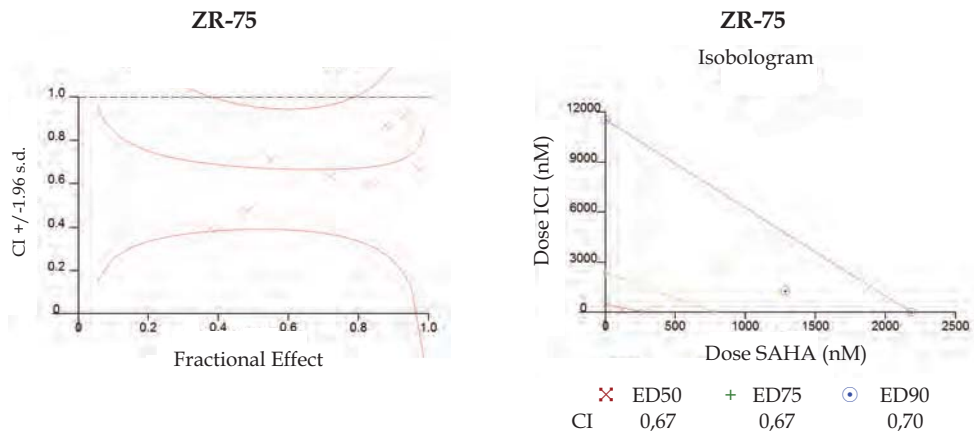 ZR-75
CI +/-1.96 s.d.
1.0
0.8
0.6
0.4
0.2
0
0 0.2 0.4 0.6 0.8 1.0
Fractional Effect
ZR-75
Isobologram
Dose ICI (nM)
12000
9000
6000
3000
0
0 500 1000 1500 2000 2500
Dose SAHA (nM)
ED50 ED75 ED90
CI 0,67 0,67 0,70